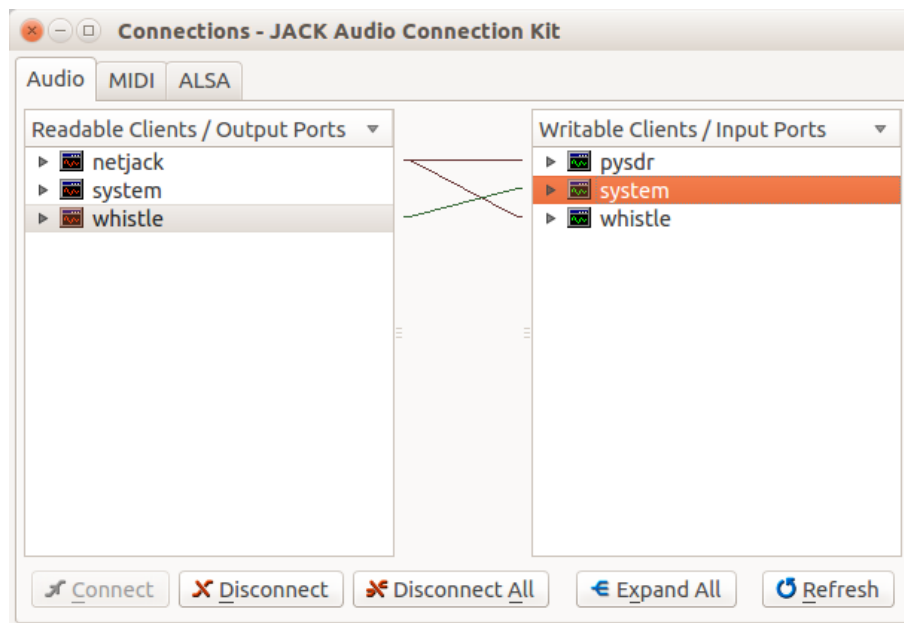 Connections - JACK Audio Connection Kit
Audio MIDI ALSA
Readable Clients / Output Ports
netjack
system
whistle
Writable Clients / Input Ports
pysdr
system
whistle
Connect Disconnect Disconnect All Expand All Refresh